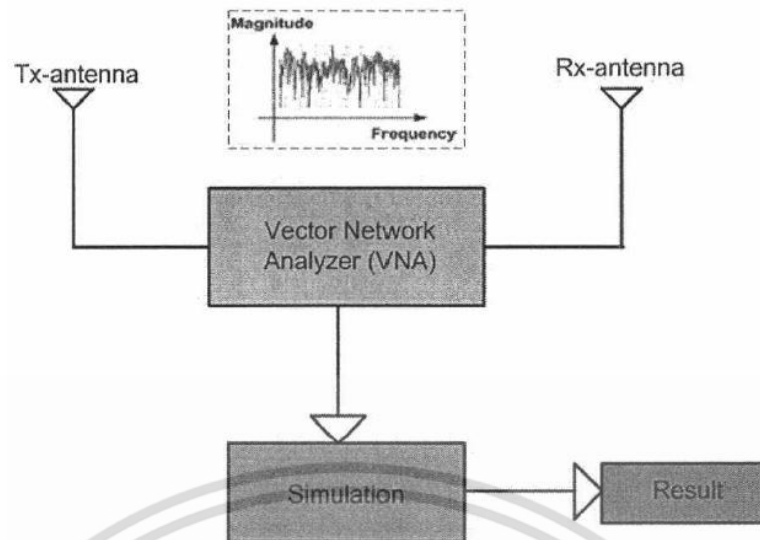 Magnitude
Frequency
Tx-antenna
Rx-antenna
Vector Network
Analyzer (VNA)
Simulation
Result